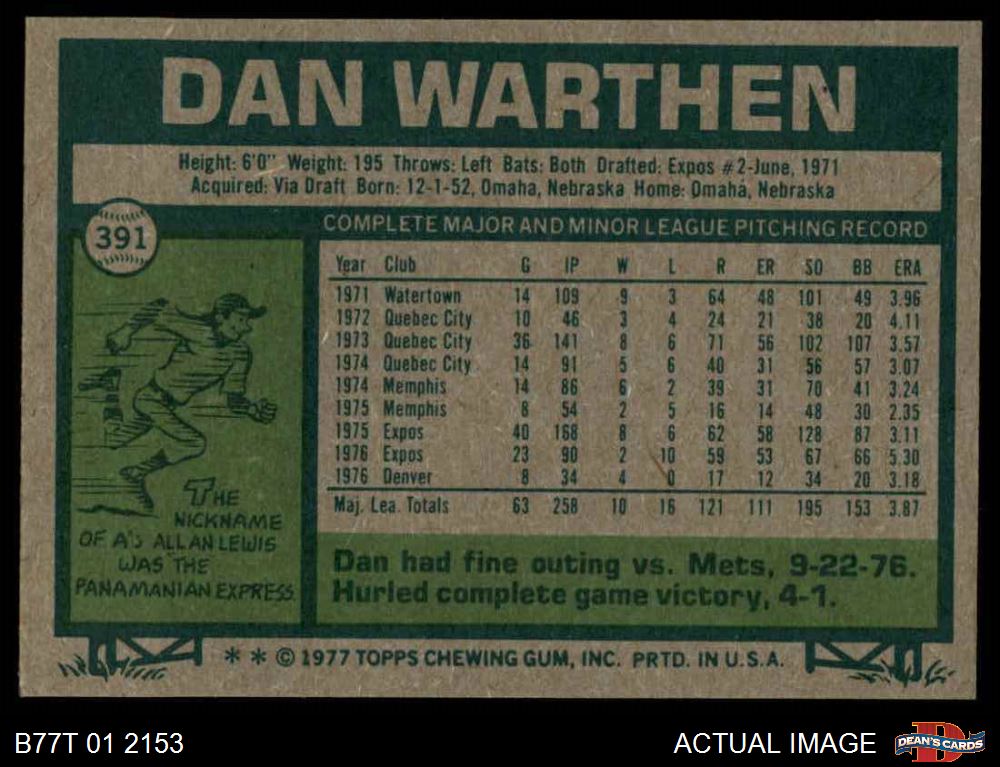 DAN WARTHEN
Height: 6'0" Weight: 195 Throws: Left Bats: Both Drafted: Expos #2-June, 1971
Acquired: Via Draft Born: 12-1-52, Omaha, Nebraska Home: Omaha, Nebraska
391
COMPLETE MAJOR AND MINOR LEAGUE PITCHING RECORD
Year Club G IP W L R ER SO BB ERA
1971 Watertown 14 109 9 3 64 48 101 49 3.96
1972 Quebec City 10 46 3 4 24 21 38 20 4.11
1973 Quebec City 36 141 8 6 71 56 102 107 3.57
1974 Quebec City 14 91 5 6 40 31 56 57 3.07
1974 Memphis 14 86 6 2 39 31 70 41 3.24
1975 Memphis 8 54 2 5 16 14 48 30 2.35
1975 Expos 40 168 8 6 62 58 128 87 3.11
1976 Expos 23 90 2 10 59 53 67 66 5.30
1976 Denver 8 34 4 0 17 12 34 20 3.18
Maj. Lea. Totals 63 258 10 16 121 111 195 153 3.87
THE
NICKNAME
OF A'S ALLAN LEWIS
WAS THE
PANAMANIAN EXPRESS
Dan had fine outing vs. Mets, 9-22-76.
Hurled complete game victory, 4-1.
** © 1977 TOPPS CHEWING GUM, INC. PRTD. IN U.S.A.
B77T 01 2153
ACTUAL IMAGE
D
DEAN'S CARDS